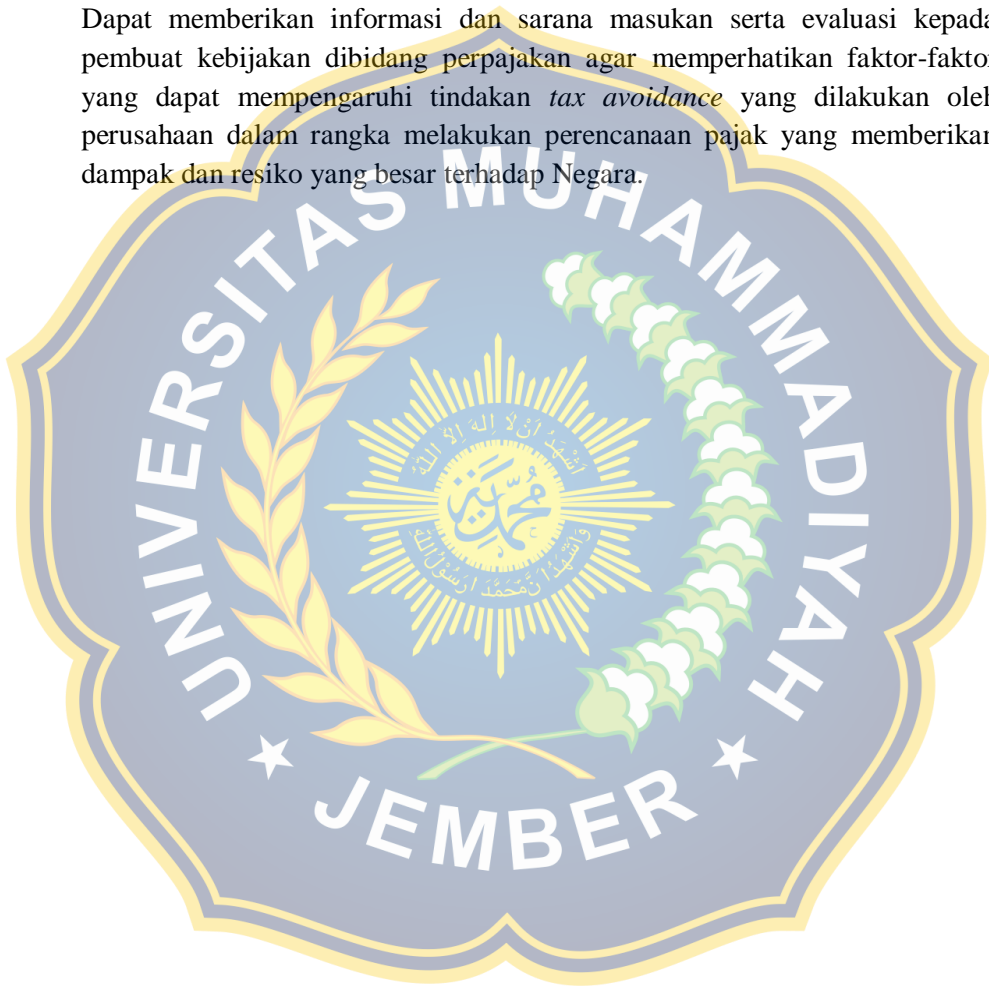 Dapat memberikan informasi dan sarana masukan serta evaluasi kepada
pembuat kebijakan dibidang perpajakan agar memperhatikan faktor-faktor
yang dapat mempengaruhi tindakan tax avoidance yang dilakukan oleh
perusahaan dalam rangka melakukan perencanaan pajak yang memberikan
dampak dan resiko yang besar terhadap Negara.
UNIVERSITAS MUHAMMADIYAH
أَشْهَدُ أَنْ لَا إِلٰهَ إِلَّا اللهُ
مُحَمَّدِيَّة
وَأَشْهَدُ أَنَّ مُحَمَّدًا رَسُوْلُ اللهِ
★ JEMBER ★